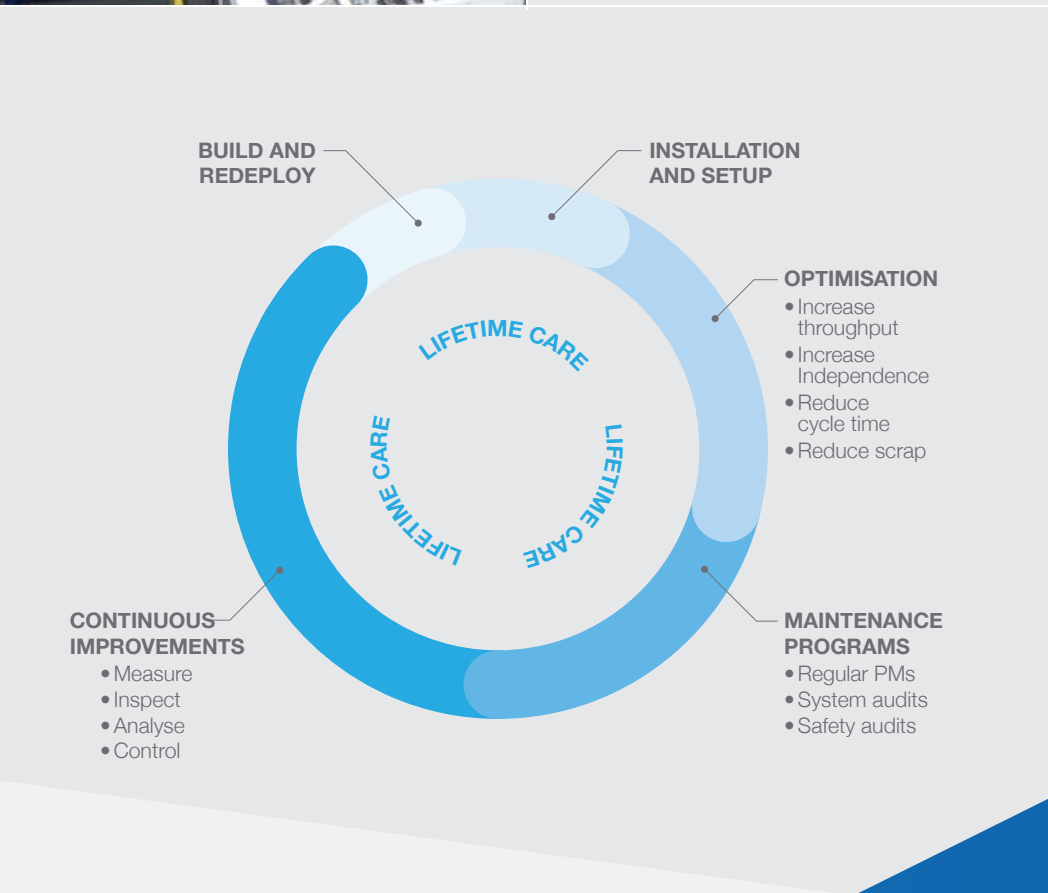 BUILD AND
REDEPLOY
INSTALLATION
AND SETUP
OPTIMISATION
• Increase
throughput
• Increase
Independence
• Reduce
cycle time
• Reduce scrap
LIFETIME CARE
LIFETIME CARE
LIFETIME CARE
MAINTENANCE
PROGRAMS
• Regular PMs
• System audits
• Safety audits
CONTINUOUS
IMPROVEMENTS
• Measure
• Inspect
• Analyse
• Control